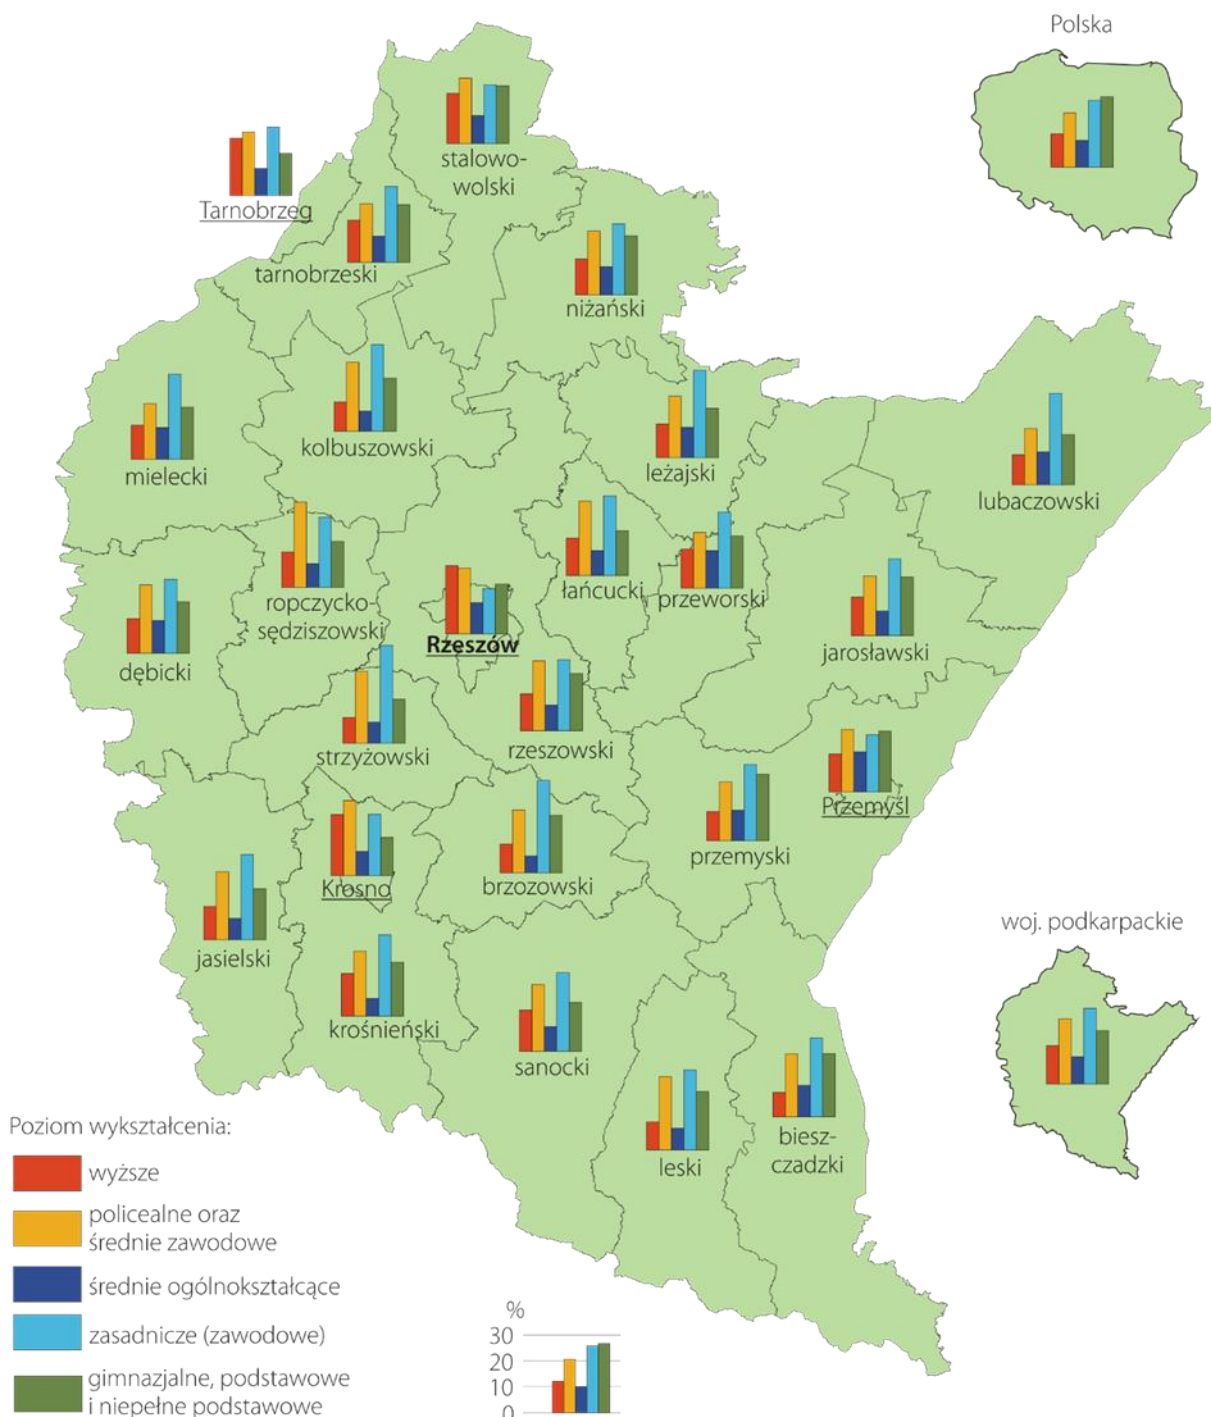 Polska
stalowo-
wolski
Tarnobrzeg
tarnobrzeski
niżański
kolbuszowski
mielecki
leżajski
lubaczowski
ropczycko-
sędziszowski
łańcucki
przeworski
Rzeszów
jarosławski
dębicki
strzyżowski
rzeszowski
Przemyśl
Krosno
brzozowski
przemyski
jasielski
woj. podkarpackie
krośnieński
sanocki
leski
biesz-
czadzki
Poziom wykształcenia:
wyższe
policealne oraz
średnie zawodowe
średnie ogólnokształcące
zasadnicze (zawodowe)
gimnazjalne, podstawowe
i niepełne podstawowe
%
30
20
10
0